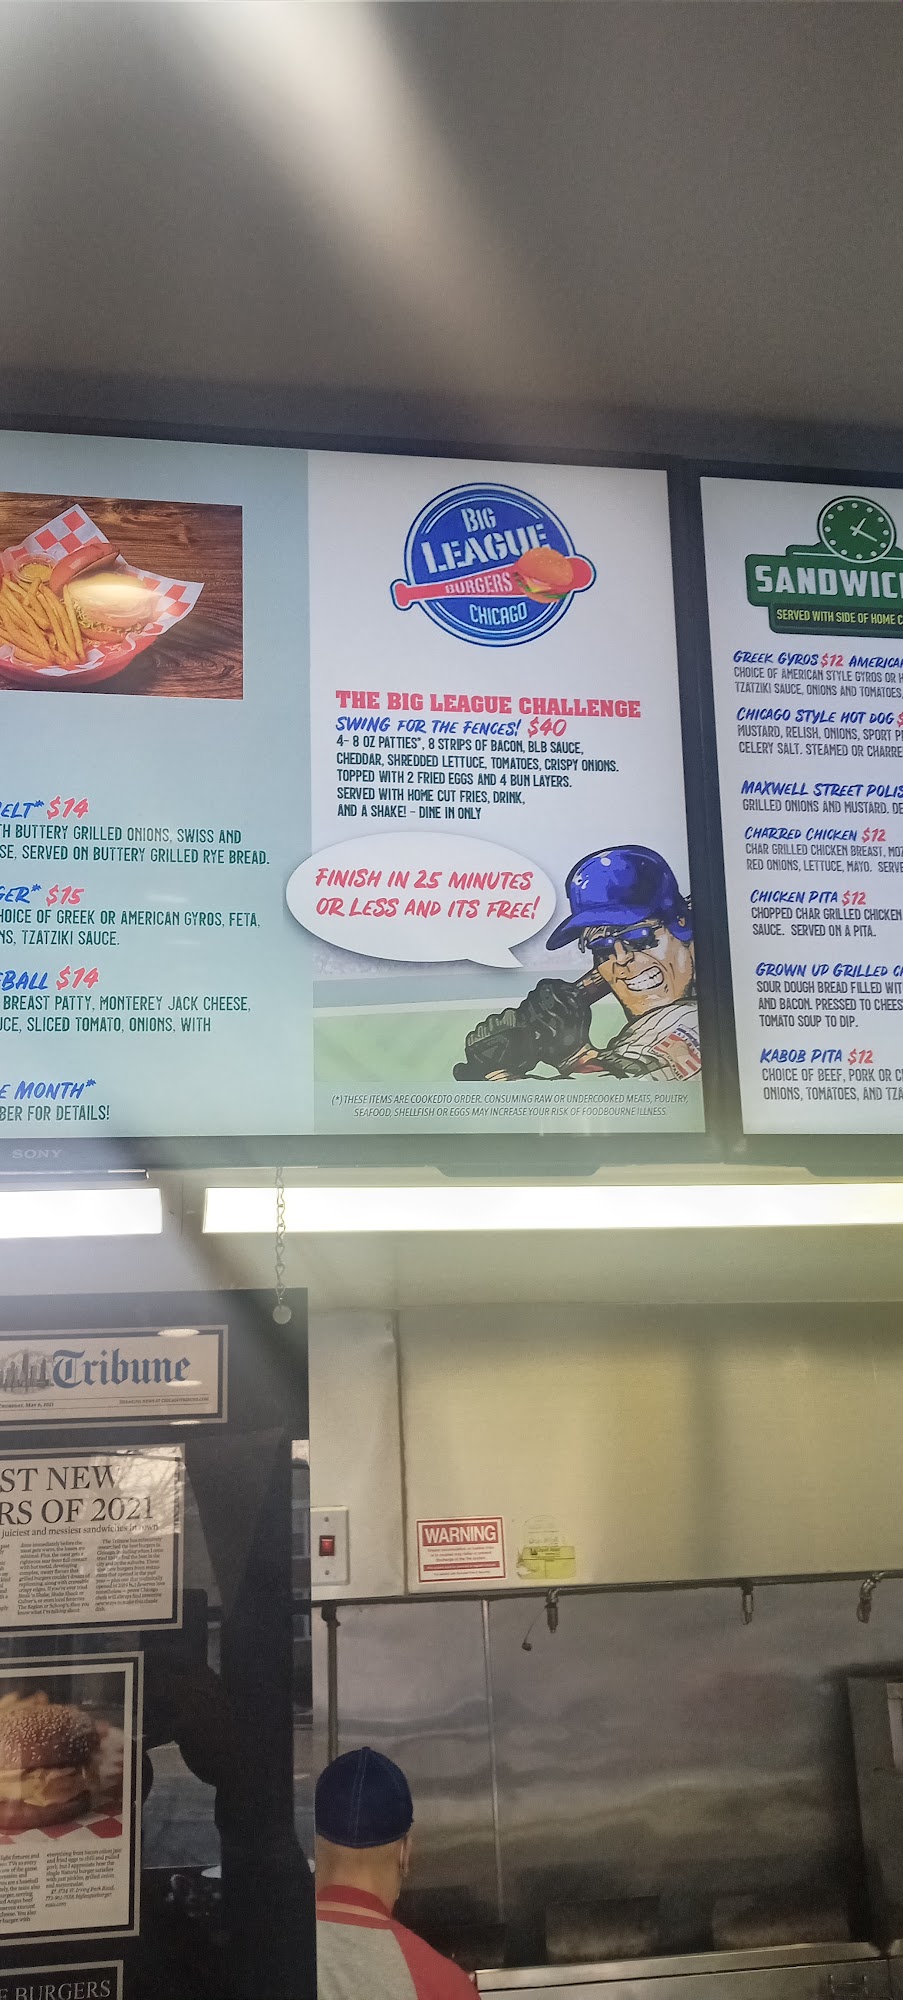 BIG
LEAGUE
BURGERS
CHICAGO
THE BIG LEAGUE CHALLENGE
SWING FOR THE FENCES! $40
4- 8 OZ PATTIES*, 8 STRIPS OF BACON, BLB SAUCE,
CHEDDAR, SHREDDED LETTUCE, TOMATOES, CRISPY ONIONS.
TOPPED WITH 2 FRIED EGGS AND 4 BUN LAYERS.
SERVED WITH HOME CUT FRIES, DRINK,
AND A SHAKE! - DINE IN ONLY
FINISH IN 25 MINUTES
OR LESS AND ITS FREE!
(*) THESE ITEMS ARE COOKEDTO ORDER. CONSUMING RAW OR UNDERCOOKED MEATS, POULTRY,
SEAFOOD, SHELLFISH OR EGGS MAY INCREASE YOUR RISK OF FOODBOURNE ILLNESS.
ELT* $14
TH BUTTERY GRILLED ONIONS, SWISS AND
SE, SERVED ON BUTTERY GRILLED RYE BREAD.
GER* $15
HOICE OF GREEK OR AMERICAN GYROS, FETA,
NS, TZATZIKI SAUCE.
EBALL $14
BREAST PATTY, MONTEREY JACK CHEESE,
UCE, SLICED TOMATO, ONIONS, WITH
E MONTH*
BER FOR DETAILS!
SANDWIC
SERVED WITH SIDE OF HOME C
GREEK GYROS $12 AMERICAN
CHOICE OF AMERICAN STYLE GYROS OR H
TZATZIKI SAUCE, ONIONS AND TOMATOES,
CHICAGO STYLE HOT DOG $
MUSTARD, RELISH, ONIONS, SPORT P
CELERY SALT. STEAMED OR CHARRE
MAXWELL STREET POLIS
GRILLED ONIONS AND MUSTARD. DE
CHARRED CHICKEN $12
CHAR GRILLED CHICKEN BREAST, MOZ
RED ONIONS, LETTUCE, MAYO. SERVE
CHICKEN PITA $12
CHOPPED CHAR GRILLED CHICKEN
SAUCE. SERVED ON A PITA.
GROWN UP GRILLED C
SOUR DOUGH BREAD FILLED WIT
AND BACON. PRESSED TO CHEES
TOMATO SOUP TO DIP.
KABOB PITA $12
CHOICE OF BEEF, PORK OR C
ONIONS, TOMATOES, AND TZA
SONY
Tribune
THURSDAY, MAY 6, 2021
ST NEW
RS OF 2021
juiciest and messiest sandwiches in town
WARNING
E BURGERS